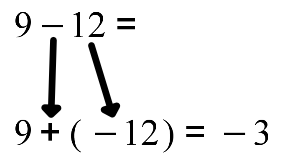 9 − 12 =
9 + (−12) = −3